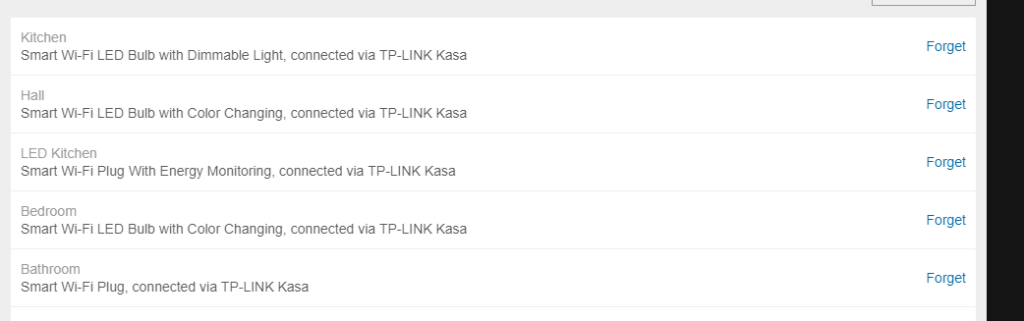 Kitchen
Smart Wi-Fi LED Bulb with Dimmable Light, connected via TP-LINK Kasa
Forget
Hall
Smart Wi-Fi LED Bulb with Color Changing, connected via TP-LINK Kasa
Forget
LED Kitchen
Smart Wi-Fi Plug With Energy Monitoring, connected via TP-LINK Kasa
Forget
Bedroom
Smart Wi-Fi LED Bulb with Color Changing, connected via TP-LINK Kasa
Forget
Bathroom
Smart Wi-Fi Plug, connected via TP-LINK Kasa
Forget